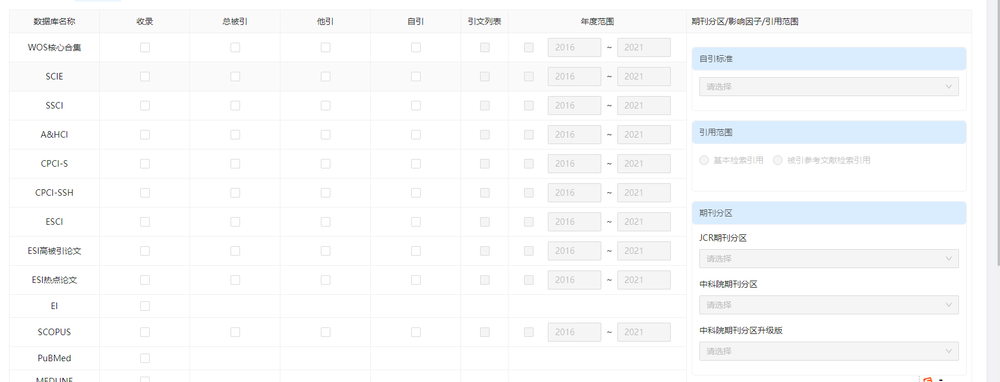 数据库名称 收录 总被引 他引 自引 引文列表 年度范围 期刊分区/影响因子/引用范围
WOS核心合集 2016 ~ 2021
SCIE 2016 ~ 2021
SSCI 2016 ~ 2021
A&HCI 2016 ~ 2021
CPCI-S 2016 ~ 2021
CPCI-SSH 2016 ~ 2021
ESCI 2016 ~ 2021
ESI高被引论文 2016 ~ 2021
ESI热点论文 2016 ~ 2021
EI
SCOPUS 2016 ~ 2021
PuBMed
MEDLINE
自引标准
请选择
引用范围
基本检索引用 被引参考文献检索引用
期刊分区
JCR期刊分区
请选择
中科院期刊分区
请选择
中科院期刊分区升级版
请选择